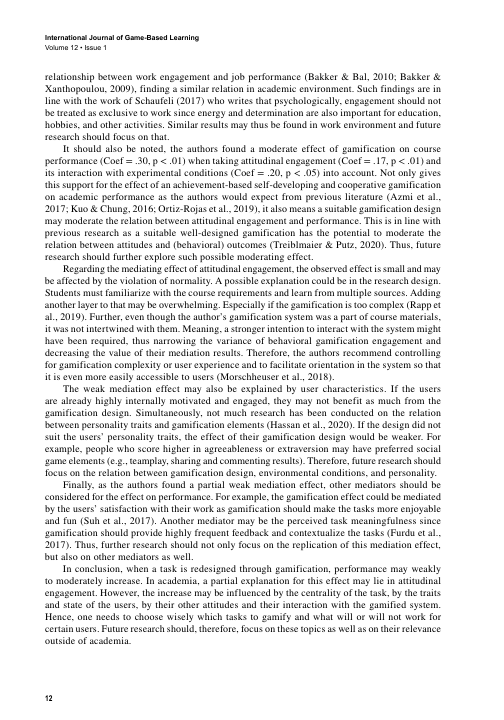 International Journal of Game-Based Learning
Volume 12 • Issue 1
relationship between work engagement and job performance (Bakker & Bal, 2010; Bakker &
Xanthopoulou, 2009), finding a similar relation in academic environment. Such findings are in
line with the work of Schaufeli (2017) who writes that psychologically, engagement should not
be treated as exclusive to work since energy and determination are also important for education,
hobbies, and other activities. Similar results may thus be found in work environment and future
research should focus on that.
It should also be noted, the authors found a moderate effect of gamification on course
performance (Coef = .30, p < .01) when taking attitudinal engagement (Coef = .17, p < .01) and
its interaction with experimental conditions (Coef = .20, p < .05) into account. Not only gives
this support for the effect of an achievement-based self-developing and cooperative gamification
on academic performance as the authors would expect from previous literature (Azmi et al.,
2017; Kuo & Chung, 2016; Ortiz-Rojas et al., 2019), it also means a suitable gamification design
may moderate the relation between attitudinal engagement and performance. This is in line with
previous research as a suitable well-designed gamification has the potential to moderate the
relation between attitudes and (behavioral) outcomes (Treiblmaier & Putz, 2020). Thus, future
research should further explore such possible moderating effect.
Regarding the mediating effect of attitudinal engagement, the observed effect is small and may
be affected by the violation of normality. A possible explanation could be in the research design.
Students must familiarize with the course requirements and learn from multiple sources. Adding
another layer to that may be overwhelming. Especially if the gamification is too complex (Rapp et
al., 2019). Further, even though the author's gamification system was a part of course materials,
it was not intertwined with them. Meaning, a stronger intention to interact with the system might
have been required, thus narrowing the variance of behavioral gamification engagement and
decreasing the value of their mediation results. Therefore, the authors recommend controlling
for gamification complexity or user experience and to facilitate orientation in the system so that
it is even more easily accessible to users (Morschheuser et al., 2018).
The weak mediation effect may also be explained by user characteristics. If the users
are already highly internally motivated and engaged, they may not benefit as much from the
gamification design. Simultaneously, not much research has been conducted on the relation
between personality traits and gamification elements (Hassan et al., 2020). If the design did not
suit the users' personality traits, the effect of their gamification design would be weaker. For
example, people who score higher in agreeableness or extraversion may have preferred social
game elements (e.g., teamplay, sharing and commenting results). Therefore, future research should
focus on the relation between gamification design, environmental conditions, and personality.
Finally, as the authors found a partial weak mediation effect, other mediators should be
considered for the effect on performance. For example, the gamification effect could be mediated
by the users' satisfaction with their work as gamification should make the tasks more enjoyable
and fun (Suh et al., 2017). Another mediator may be the perceived task meaningfulness since
gamification should provide highly frequent feedback and contextualize the tasks (Furdu et al.,
2017). Thus, further research should not only focus on the replication of this mediation effect,
but also on other mediators as well.
In conclusion, when a task is redesigned through gamification, performance may weakly
to moderately increase. In academia, a partial explanation for this effect may lie in attitudinal
engagement. However, the increase may be influenced by the centrality of the task, by the traits
and state of the users, by their other attitudes and their interaction with the gamified system.
Hence, one needs to choose wisely which tasks to gamify and what will or will not work for
certain users. Future research should, therefore, focus on these topics as well as on their relevance
outside of academia.
12